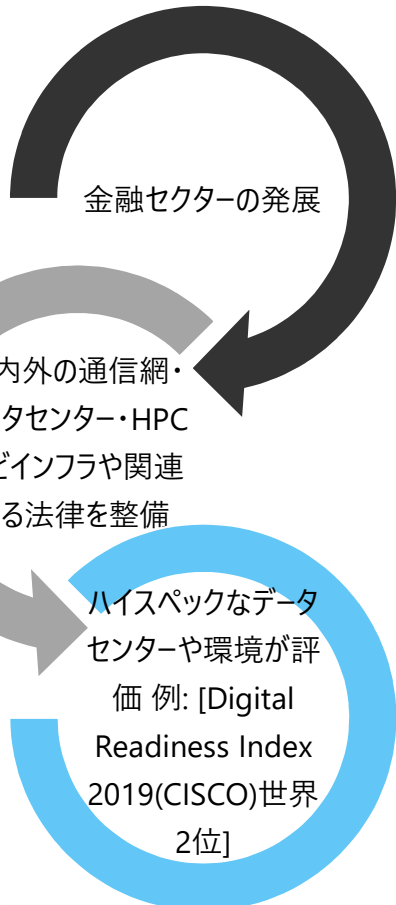 金融セクターの発展
内外の通信網・
タセンター・HPC
どインフラや関連
る法律を整備
ハイスペックなデータ
センターや環境が評
価 例: [Digital
Readiness Index
2019(CISCO)世界
2位]